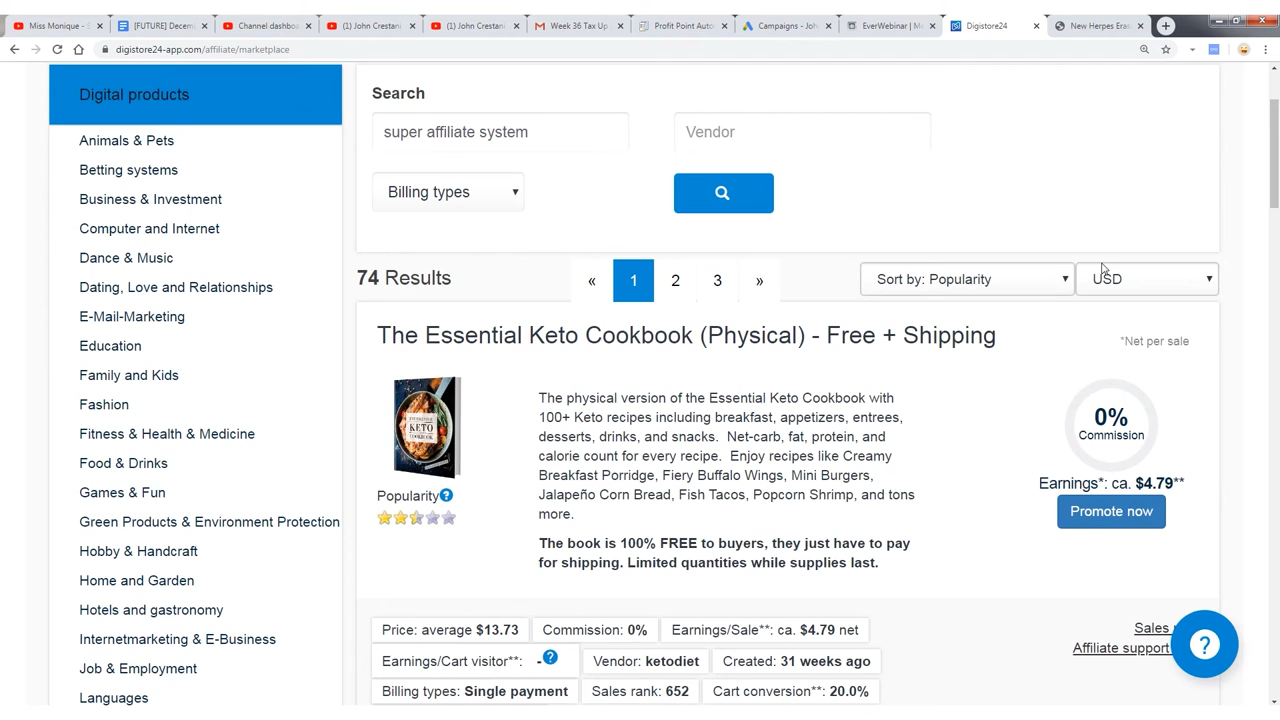 Miss Monique - S
[FUTURE] Decem
Channel dashboa
(1) John Crestani
(1) John Crestani
Week 36 Tax Up
Profit Point Auto
Campaigns - Joh
EverWebinar | M
Digistore24
New Herpes Eras
digistore24-app.com/affiliate/marketplace
Digital products
Animals & Pets
Betting systems
Business & Investment
Computer and Internet
Dance & Music
Dating, Love and Relationships
E-Mail-Marketing
Education
Family and Kids
Fashion
Fitness & Health & Medicine
Food & Drinks
Games & Fun
Green Products & Environment Protection
Hobby & Handcraft
Home and Garden
Hotels and gastronomy
Internetmarketing & E-Business
Job & Employment
Languages
Search
super affiliate system
Vendor
Billing types
74 Results
« 1 2 3 »
Sort by: Popularity
USD
The Essential Keto Cookbook (Physical) - Free + Shipping
*Net per sale
The physical version of the Essential Keto Cookbook with
100+ Keto recipes including breakfast, appetizers, entrees,
desserts, drinks, and snacks. Net-carb, fat, protein, and
calorie count for every recipe. Enjoy recipes like Creamy
Breakfast Porridge, Fiery Buffalo Wings, Mini Burgers,
Jalapeño Corn Bread, Fish Tacos, Popcorn Shrimp, and tons
more.
The book is 100% FREE to buyers, they just have to pay
for shipping. Limited quantities while supplies last.
KETO
COOKBOOK
Popularity ?
0%
Commission
Earnings*: ca. $4.79**
Promote now
Price: average $13.73
Commission: 0%
Earnings/Sale**: ca. $4.79 net
Earnings/Cart visitor**: - ?
Vendor: ketodiet
Created: 31 weeks ago
Billing types: Single payment
Sales rank: 652
Cart conversion**: 20.0%
Sales
Affiliate support
?